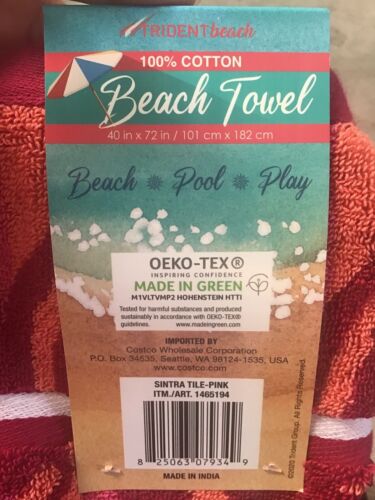 TRIDENTbeach
100% COTTON
Beach Towel
40 in x 72 in / 101 cm x 182 cm
Beach ✹ Pool ✹ Play
OEKO-TEX®
INSPIRING CONFIDENCE
MADE IN GREEN
M1VLTVMP2 HOHENSTEIN HTTI
Tested for harmful substances and produced
sustainably in accordance with OEKO-TEX®
guidelines. www.madeingreen.com
IMPORTED BY
Costco Wholesale Corporation
P.O. Box 34535, Seattle, WA 98124-1535, USA
www.costco.com
SINTRA TILE-PINK
ITM./ART. 1465194
8 25063 07934 9
MADE IN INDIA
©2020 Trident Group. All Rights Reserved.